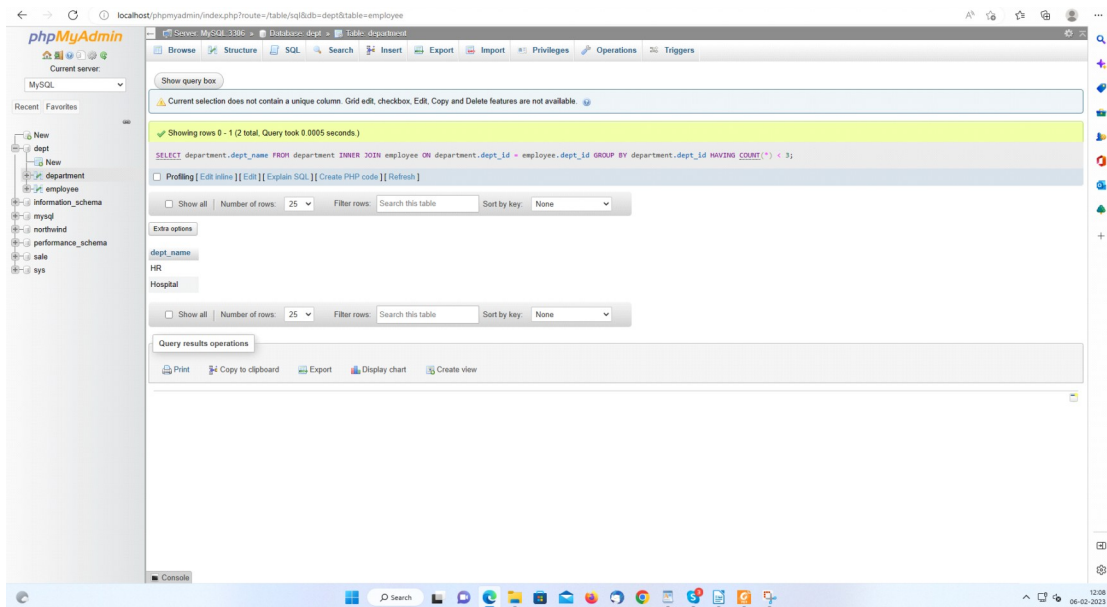 localhost/phpmyadmin/index.php?route=/table/sql&db=dept&table=employee
phpMyAdmin
Current server:
MySQL
Recent Favorites
New
dept
New
department
employee
information_schema
mysql
northwind
performance_schema
sale
sys
Server: MySQL:3306 » Database: dept » Table: department
Browse Structure SQL Search Insert Export Import Privileges Operations Triggers
Show query box
Current selection does not contain a unique column. Grid edit, checkbox, Edit, Copy and Delete features are not available.
Showing rows 0 - 1 (2 total, Query took 0.0005 seconds.)
SELECT department.dept_name FROM department INNER JOIN employee ON department.dept_id = employee.dept_id GROUP BY department.dept_id HAVING COUNT(*) < 3;
Profiling [ Edit inline ] [ Edit ] [ Explain SQL ] [ Create PHP code ] [ Refresh ]
Show all | Number of rows: 25 Filter rows: Search this table Sort by key: None
Extra options
dept_name
HR
Hospital
Show all | Number of rows: 25 Filter rows: Search this table Sort by key: None
Query results operations
Print Copy to clipboard Export Display chart Create view
Console
Search
12:08
06-02-2023